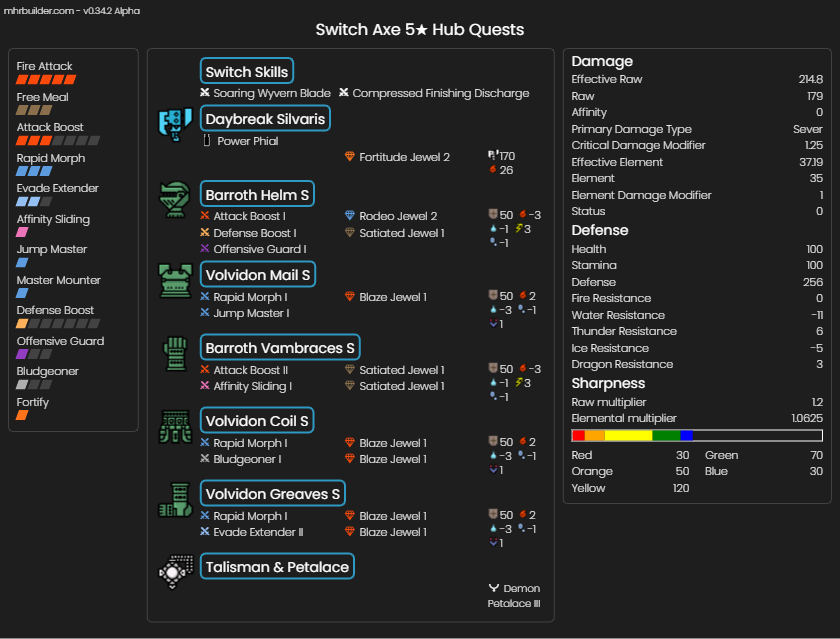 mhrbuilder.com - v0.34.2 Alpha
Switch Axe 5★ Hub Quests
Fire Attack
Free Meal
Attack Boost
Rapid Morph
Evade Extender
Affinity Sliding
Jump Master
Master Mounter
Defense Boost
Offensive Guard
Bludgeoner
Fortify
Switch Skills
Soaring Wyvern Blade Compressed Finishing Discharge
Daybreak Silvaris
Power Phial
Fortitude Jewel 2 170
26
Barroth Helm S
Attack Boost I Rodeo Jewel 2 50 -3
Defense Boost I Satiated Jewel 1 -1 3
Offensive Guard I -1
Volvidon Mail S
Rapid Morph I Blaze Jewel 1 50 2
Jump Master I -3 -1
1
Barroth Vambraces S
Attack Boost II Satiated Jewel 1 50 -3
Affinity Sliding I Satiated Jewel 1 -1 3
-1
Volvidon Coil S
Rapid Morph I Blaze Jewel 1 50 2
Bludgeoner I Blaze Jewel 1 -3 -1
1
Volvidon Greaves S
Rapid Morph I Blaze Jewel 1 50 2
Evade Extender II Blaze Jewel 1 -3 -1
1
Talisman & Petalace
Demon
Petalace III
Damage
Effective Raw 214.8
Raw 179
Affinity 0
Primary Damage Type Sever
Critical Damage Modifier 1.25
Effective Element 37.19
Element 35
Element Damage Modifier 1
Status 0
Defense
Health 100
Stamina 100
Defense 256
Fire Resistance 0
Water Resistance -11
Thunder Resistance 6
Ice Resistance -5
Dragon Resistance 3
Sharpness
Raw multiplier 1.2
Elemental multiplier 1.0625
Red 30 Green 70
Orange 50 Blue 30
Yellow 120